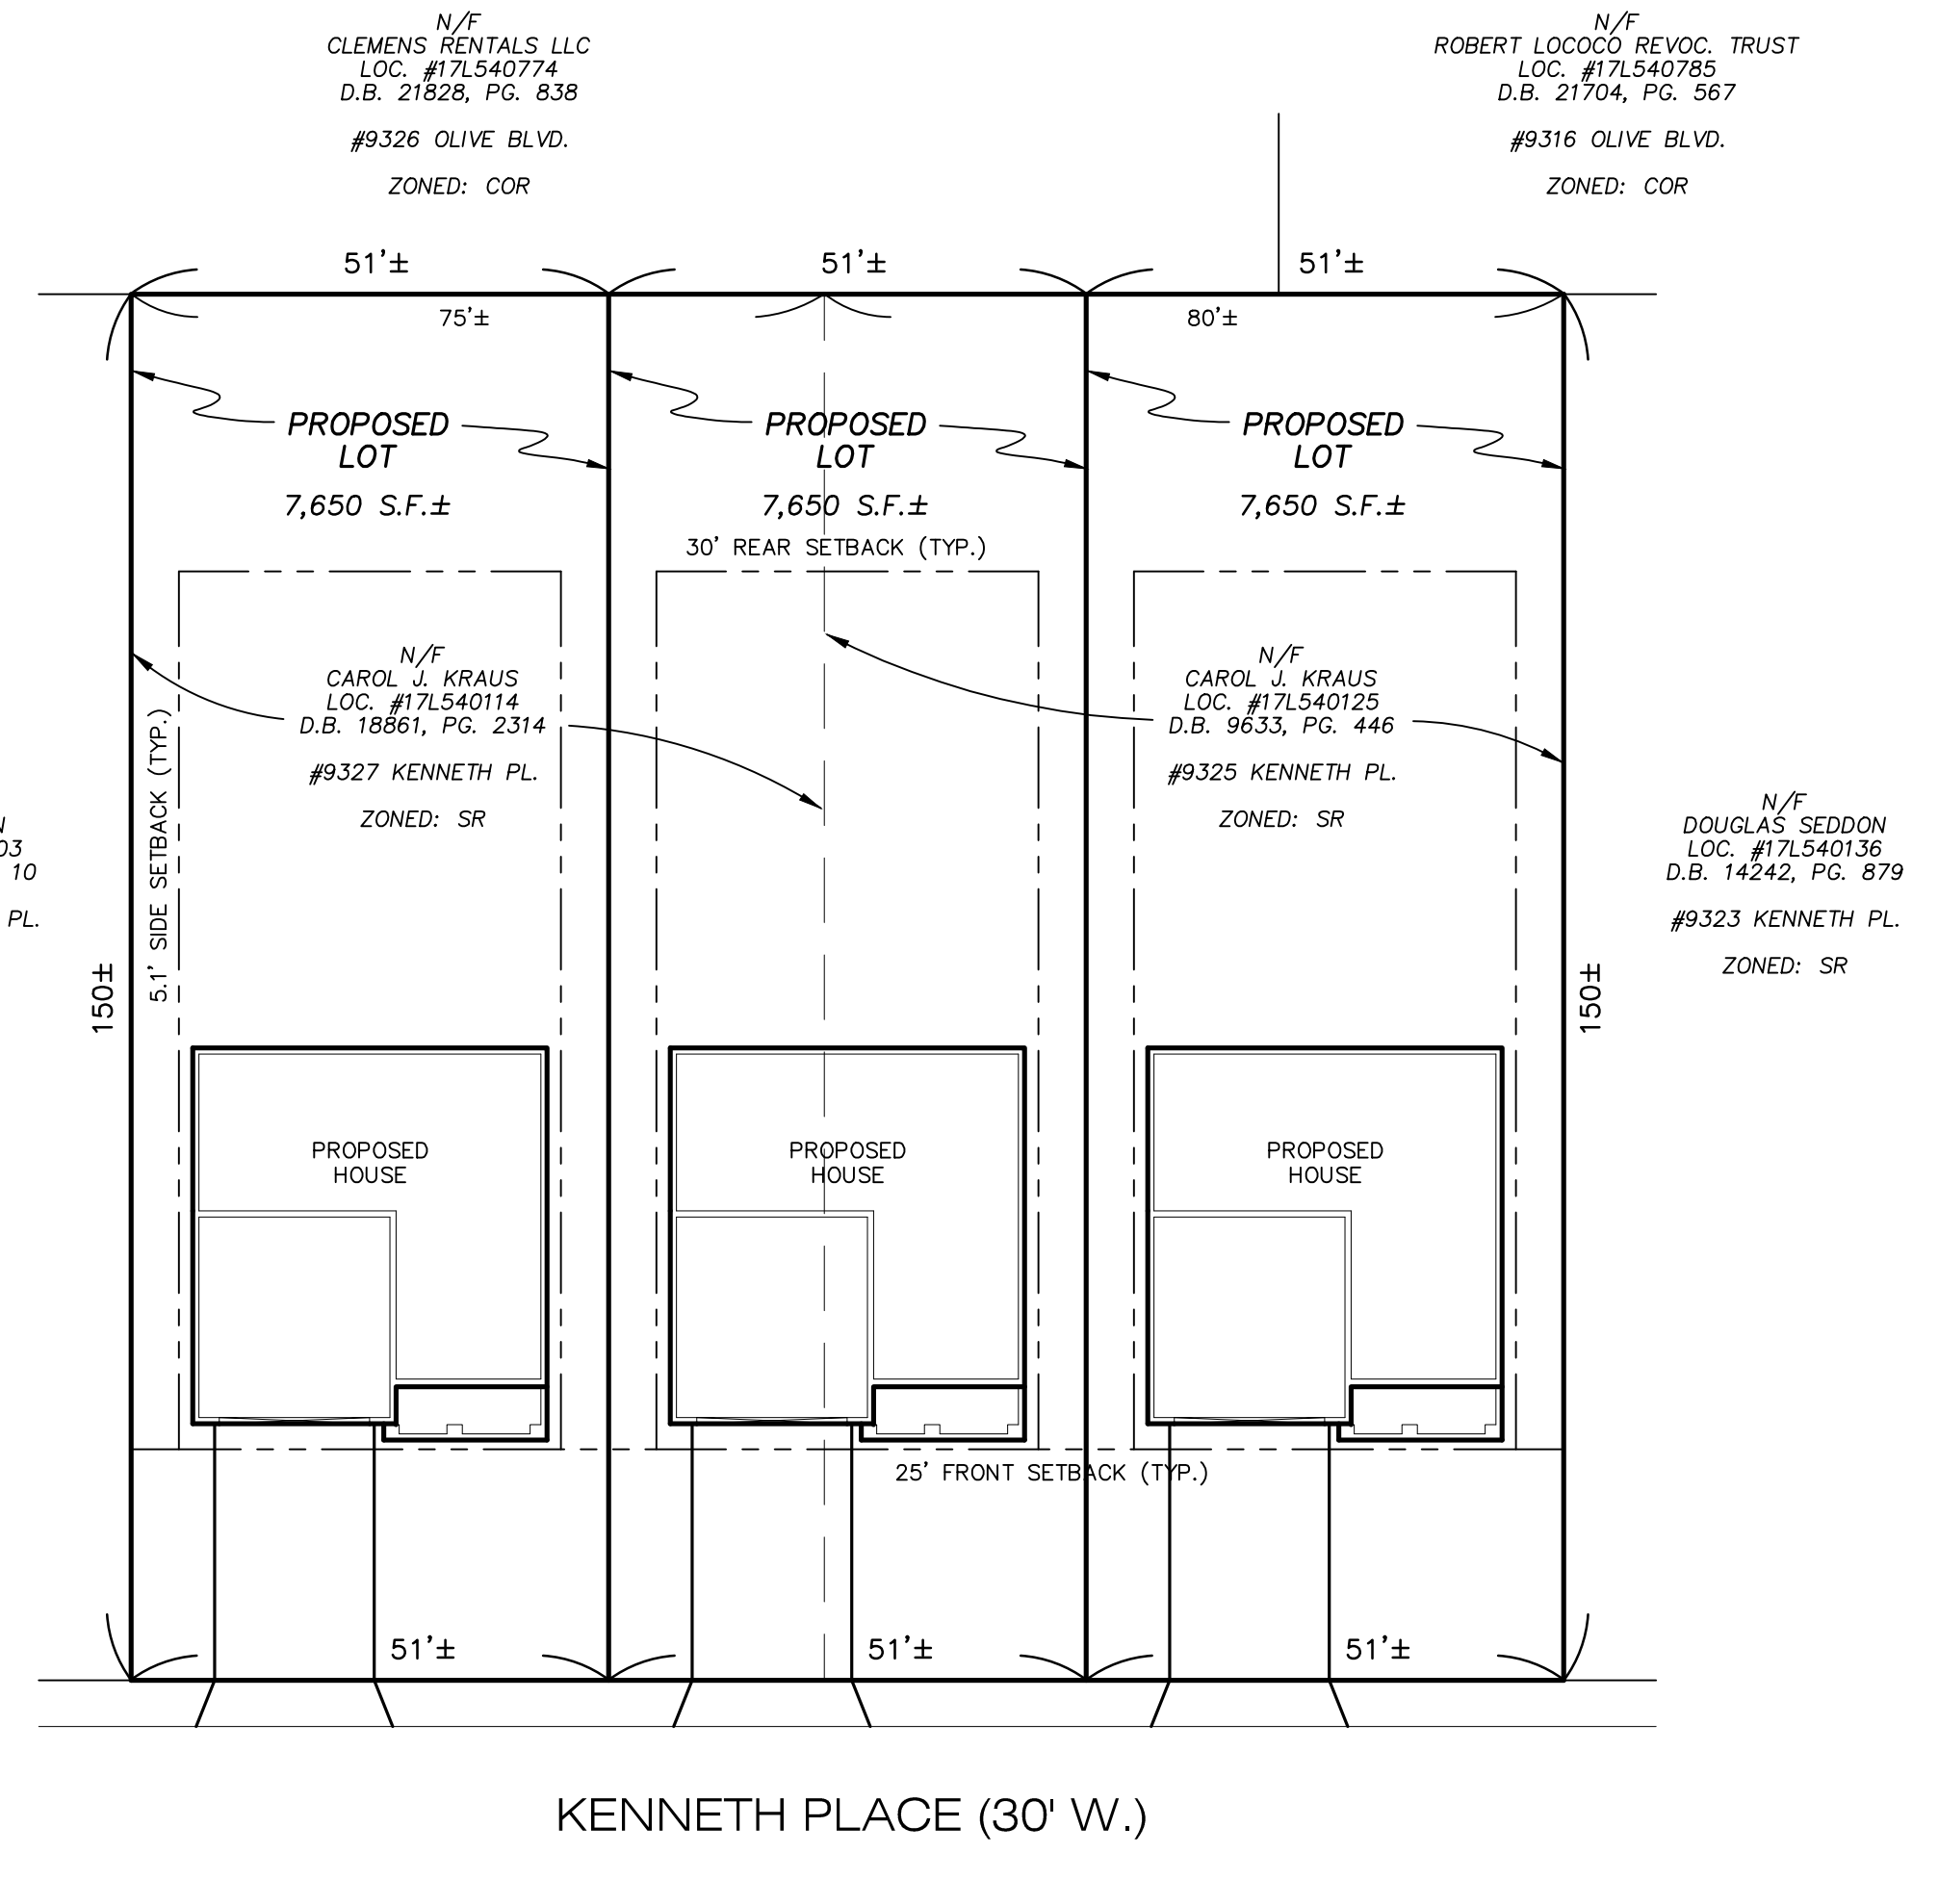 N/F
CLEMENS RENTALS LLC
LOC. #17L540774
D.B. 21828, PG. 838
#9326 OLIVE BLVD.
ZONED: COR
N/F
ROBERT LOCOCO REVOC. TRUST
LOC. #17L540785
D.B. 21704, PG. 567
#9316 OLIVE BLVD.
ZONED: COR
51'±
51'±
51'±
75'±
80'±
PROPOSED
LOT
7,650 S.F.±
PROPOSED
LOT
7,650 S.F.±
PROPOSED
LOT
7,650 S.F.±
30' REAR SETBACK (TYP.)
N/F
CAROL J. KRAUS
LOC. #17L540114
D.B. 18861, PG. 2314
#9327 KENNETH PL.
ZONED: SR
N/F
CAROL J. KRAUS
LOC. #17L540125
D.B. 9633, PG. 446
#9325 KENNETH PL.
ZONED: SR
5.1' SIDE SETBACK (TYP.)
N
03
10
PL.
N/F
DOUGLAS SEDDON
LOC. #17L540136
D.B. 14242, PG. 879
#9323 KENNETH PL.
ZONED: SR
150±
150±
PROPOSED
HOUSE
PROPOSED
HOUSE
PROPOSED
HOUSE
25' FRONT SETBACK (TYP.)
51'±
51'±
51'±
KENNETH PLACE (30' W.)